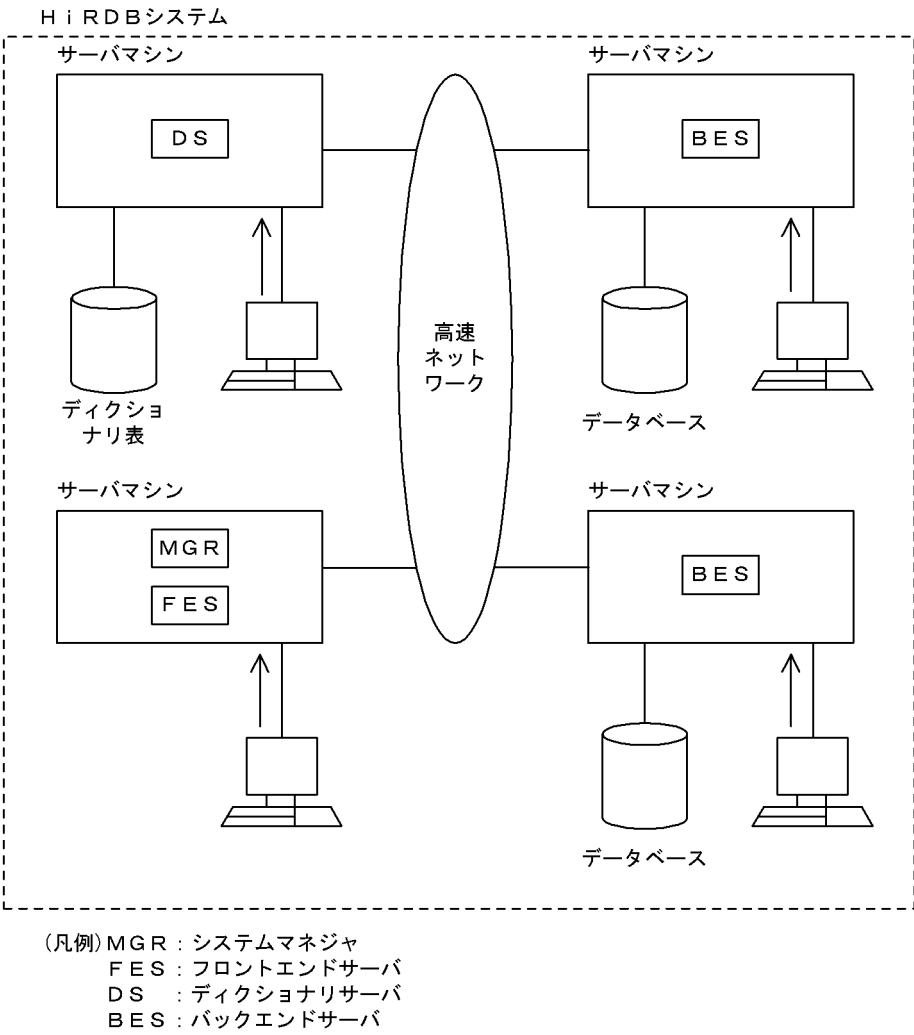 HiRDBシステム
サーバマシン
サーバマシン
DS
BES
高速
ネット
ワーク
ディクショ
ナリ表
データベース
サーバマシン
サーバマシン
MGR
FES
BES
データベース
(凡例)MGR:システムマネジャ
FES:フロントエンドサーバ
DS :ディクショナリサーバ
BES:バックエンドサーバ